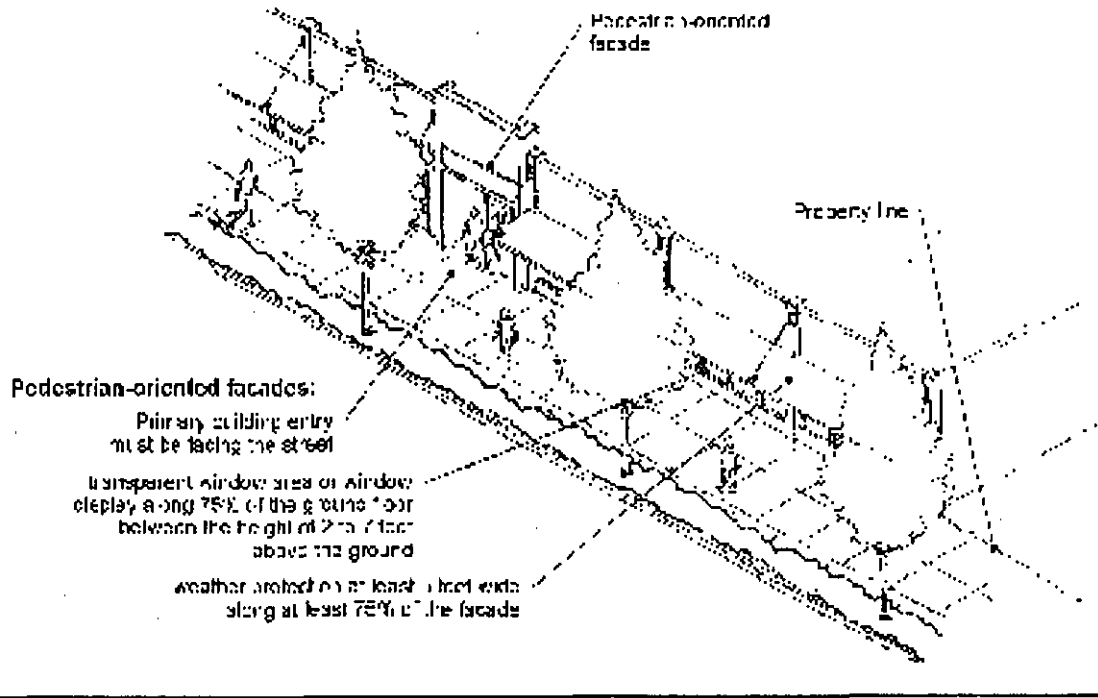 Pedestrian-oriented
facade
Property line
Pedestrian-oriented facades:
Primary building entry
must be facing the street
transparent window area or window
display along 75% of the ground floor
between the height of 2 to 7 feet
above the ground
weather protection at least feet wide
along at least 75% of the facade